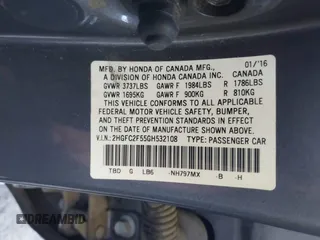 MFD. BY HONDA OF CANADA MFG., 01/'16
A DIVISION OF HONDA CANADA INC. CANADA
GVWR 3737LBS GAWR F 1984LBS R 1786LBS
GVWR 1695KG GAWR F 900KG R 810KG
THIS VEHICLE CONFORMS TO ALL APPLICABLE
FEDERAL MOTOR VEHICLE SAFETY, BUMPER,
AND THEFT PREVENTION STANDARDS IN EFFECT
ON THE DATE OF MANUFACTURE SHOWN ABOVE.
V.I.N.: 2HGFC2F55GH532108 TYPE: PASSENGER CAR
TBD G LB6 -NH797MX -B -H